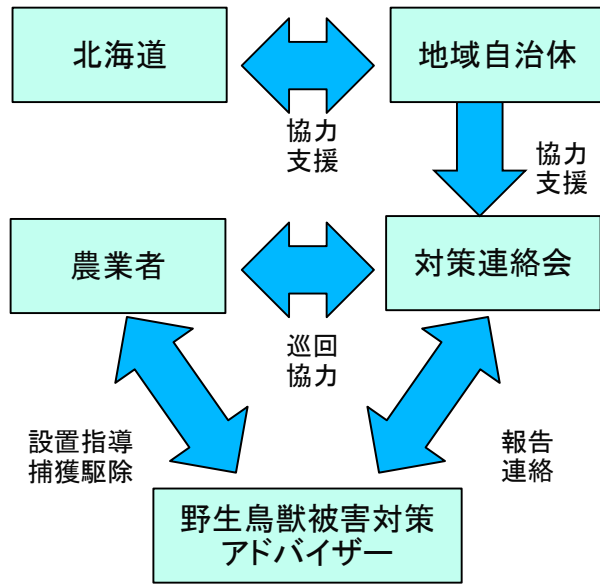 北海道
地域自治体
協力
支援
協力
支援
農業者
対策連絡会
巡回
協力
設置指導
捕獲駆除
報告
連絡
野生鳥獣被害対策
アドバイザー